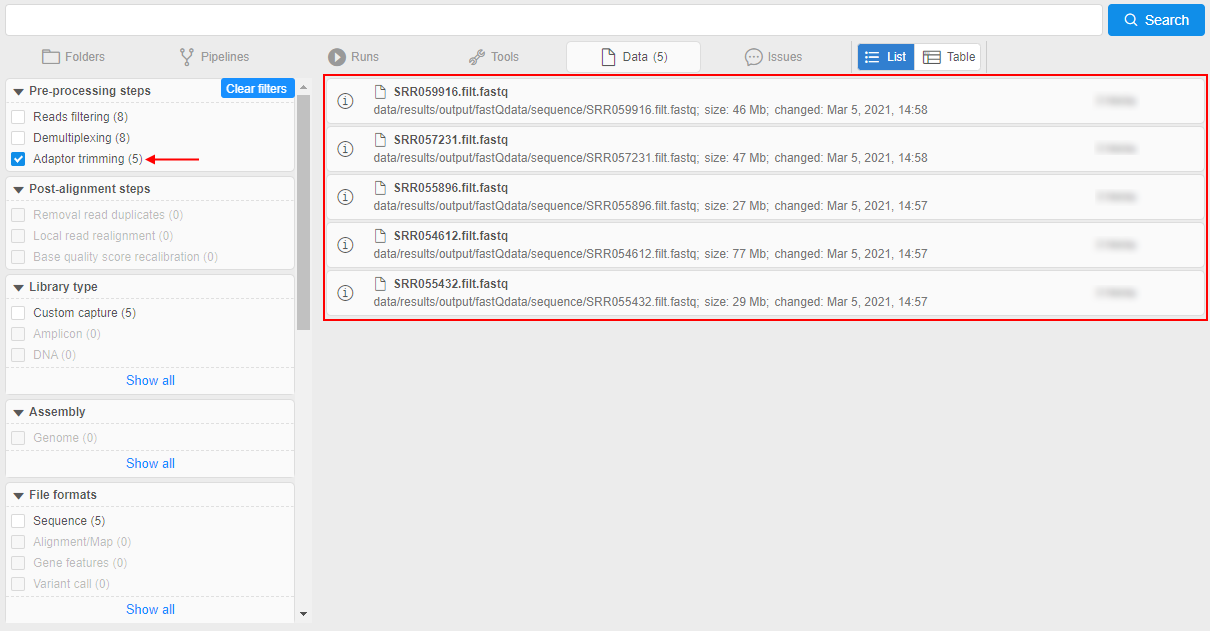 Search
Folders Pipelines Runs Tools Data (5) Issues List Table
Pre-processing steps Clear filters
Reads filtering (8)
Demultiplexing (8)
Adaptor trimming (5)
Post-alignment steps
Removal read duplicates (0)
Local read realignment (0)
Base quality score recalibration (0)
Library type
Custom capture (5)
Amplicon (0)
DNA (0)
Show all
Assembly
Genome (0)
Show all
File formats
Sequence (5)
Alignment/Map (0)
Gene features (0)
Variant call (0)
Show all
SRR059916.filt.fastq
data/results/output/fastQdata/sequence/SRR059916.filt.fastq; size: 46 Mb; changed: Mar 5, 2021, 14:58
SRR057231.filt.fastq
data/results/output/fastQdata/sequence/SRR057231.filt.fastq; size: 47 Mb; changed: Mar 5, 2021, 14:58
SRR055896.filt.fastq
data/results/output/fastQdata/sequence/SRR055896.filt.fastq; size: 27 Mb; changed: Mar 5, 2021, 14:57
SRR054612.filt.fastq
data/results/output/fastQdata/sequence/SRR054612.filt.fastq; size: 77 Mb; changed: Mar 5, 2021, 14:57
SRR055432.filt.fastq
data/results/output/fastQdata/sequence/SRR055432.filt.fastq; size: 29 Mb; changed: Mar 5, 2021, 14:57